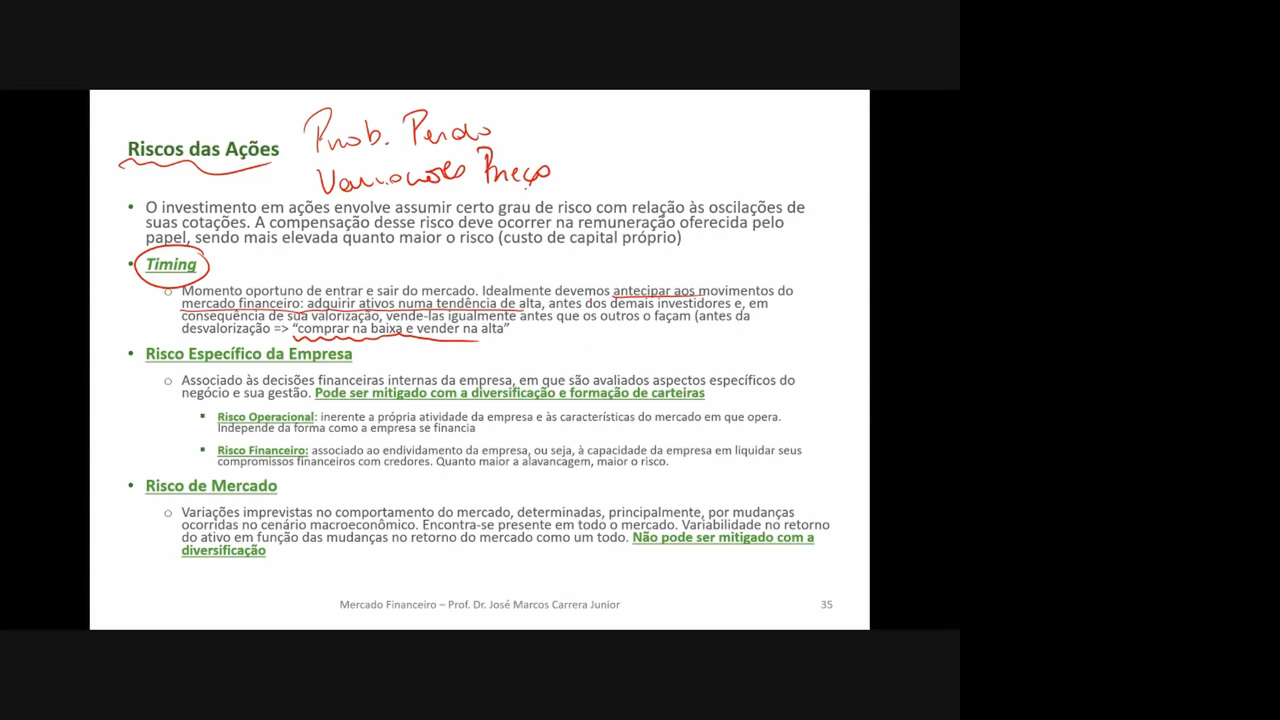 Prob. Perda
Riscos das Ações
Variações Preço
• O investimento em ações envolve assumir certo grau de risco com relação às oscilações de
suas cotações. A compensação desse risco deve ocorrer na remuneração oferecida pelo
papel, sendo mais elevada quanto maior o risco (custo de capital próprio)
• Timing
o Momento oportuno de entrar e sair do mercado. Idealmente devemos antecipar aos movimentos do
mercado financeiro: adquirir ativos numa tendência de alta, antes dos demais investidores e, em
consequência de sua valorização, vende-las igualmente antes que os outros o façam (antes da
desvalorização => “comprar na baixa e vender na alta”
• Risco Específico da Empresa
o Associado às decisões financeiras internas da empresa, em que são avaliados aspectos específicos do
negócio e sua gestão. Pode ser mitigado com a diversificação e formação de carteiras
▪ Risco Operacional: inerente a própria atividade da empresa e às características do mercado em que opera.
Independe da forma como a empresa se financia
▪ Risco Financeiro: associado ao endividamento da empresa, ou seja, à capacidade da empresa em liquidar seus
compromissos financeiros com credores. Quanto maior a alavancagem, maior o risco.
• Risco de Mercado
o Variações imprevistas no comportamento do mercado, determinadas, principalmente, por mudanças
ocorridas no cenário macroeconômico. Encontra-se presente em todo o mercado. Variabilidade no retorno
do ativo em função das mudanças no retorno do mercado como um todo. Não pode ser mitigado com a
diversificação
Mercado Financeiro – Prof. Dr. José Marcos Carrera Junior
35